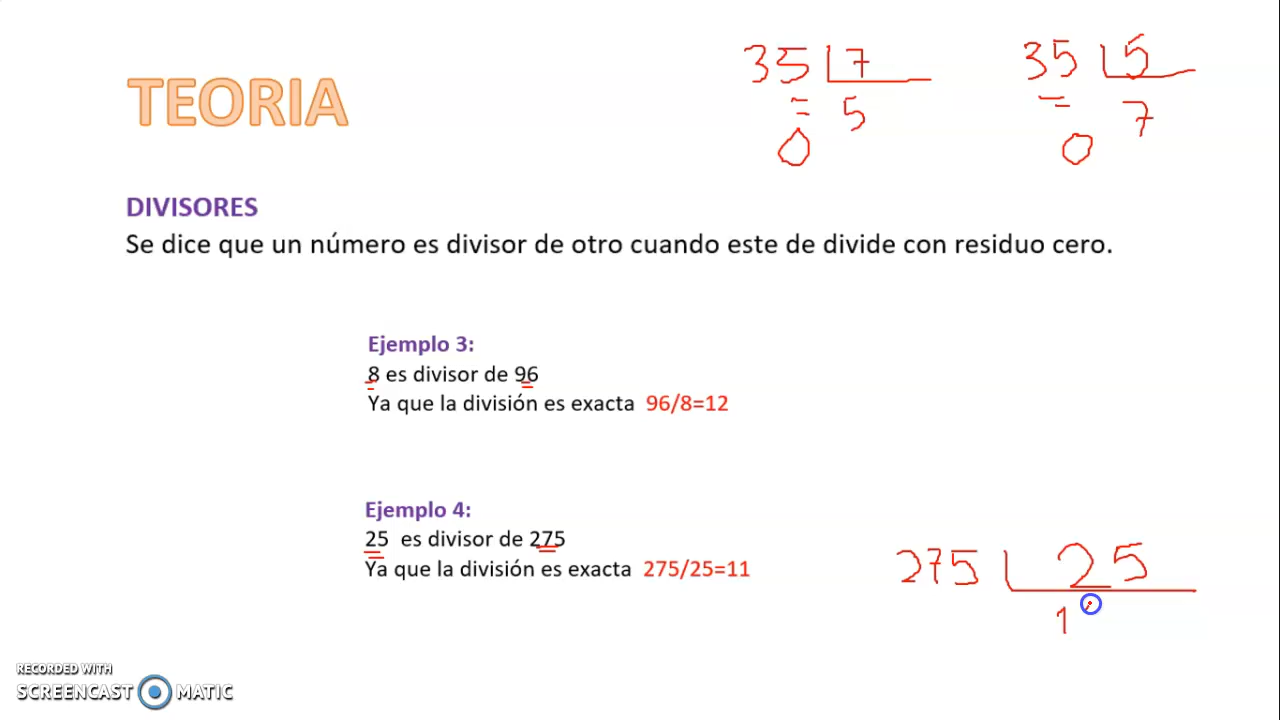 35 7 35 5
5 7
0 0
TEORIA
DIVISORES
Se dice que un número es divisor de otro cuando este de divide con residuo cero.
Ejemplo 3:
8 es divisor de 96
Ya que la división es exacta 96/8=12
Ejemplo 4:
25 es divisor de 275
Ya que la división es exacta 275/25=11
275 25
1
RECORDED WITH
SCREENCAST MATIC